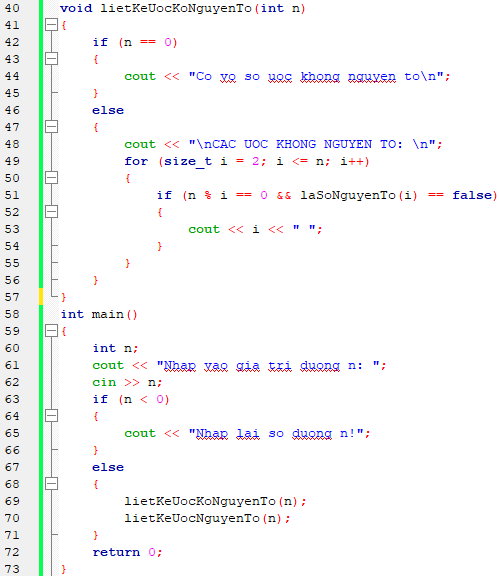 40 void lietKeUocKoNguyenTo(int n)
41 {
42 if (n == 0)
43 {
44 cout << "Co vo so uoc khong nguyen to\n";
45 }
46 else
47 {
48 cout << "\nCAC UOC KHONG NGUYEN TO: \n";
49 for (size_t i = 2; i <= n; i++)
50 {
51 if (n % i == 0 && laSoNguyenTo(i) == false)
52 {
53 cout << i << " ";
54 }
55 }
56 }
57 }
58 int main()
59 {
60 int n;
61 cout << "Nhap vao gia tri duong n: ";
62 cin >> n;
63 if (n < 0)
64 {
65 cout << "Nhap lai so duong n!";
66 }
67 else
68 {
69 lietKeUocKoNguyenTo(n);
70 lietKeUocNguyenTo(n);
71 }
72 return 0;
73 }